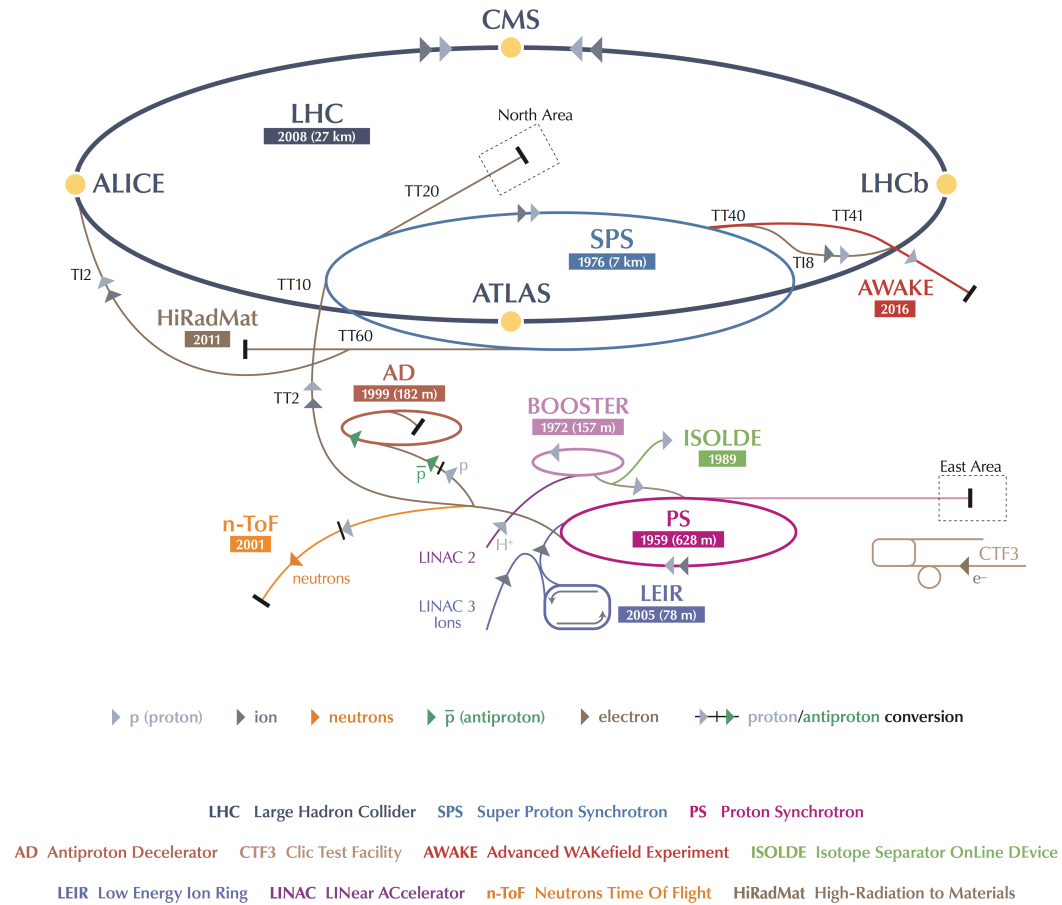 CMS
LHC
2008 (27 km)
North Area
ALICE
LHCb
TT20
TT40
TT41
SPS
1976 (7 km)
TI8
TI2
TT10
ATLAS
AWAKE
2016
HiRadMat
2011
TT60
AD
1999 (182 m)
TT2
BOOSTER
1972 (157 m)
ISOLDE
1989
p
p̅
East Area
n-ToF
2001
PS
1959 (628 m)
H⁺
LINAC 2
neutrons
CTF3
e⁻
LEIR
2005 (78 m)
LINAC 3
Ions
p (proton)
ion
neutrons
p̅ (antiproton)
electron
proton/antiproton conversion
LHC Large Hadron Collider SPS Super Proton Synchrotron PS Proton Synchrotron
AD Antiproton Decelerator CTF3 Clic Test Facility AWAKE Advanced WAKefield Experiment ISOLDE Isotope Separator OnLine DEvice
LEIR Low Energy Ion Ring LINAC LINear ACcelerator n-ToF Neutrons Time Of Flight HiRadMat High-Radiation to Materials